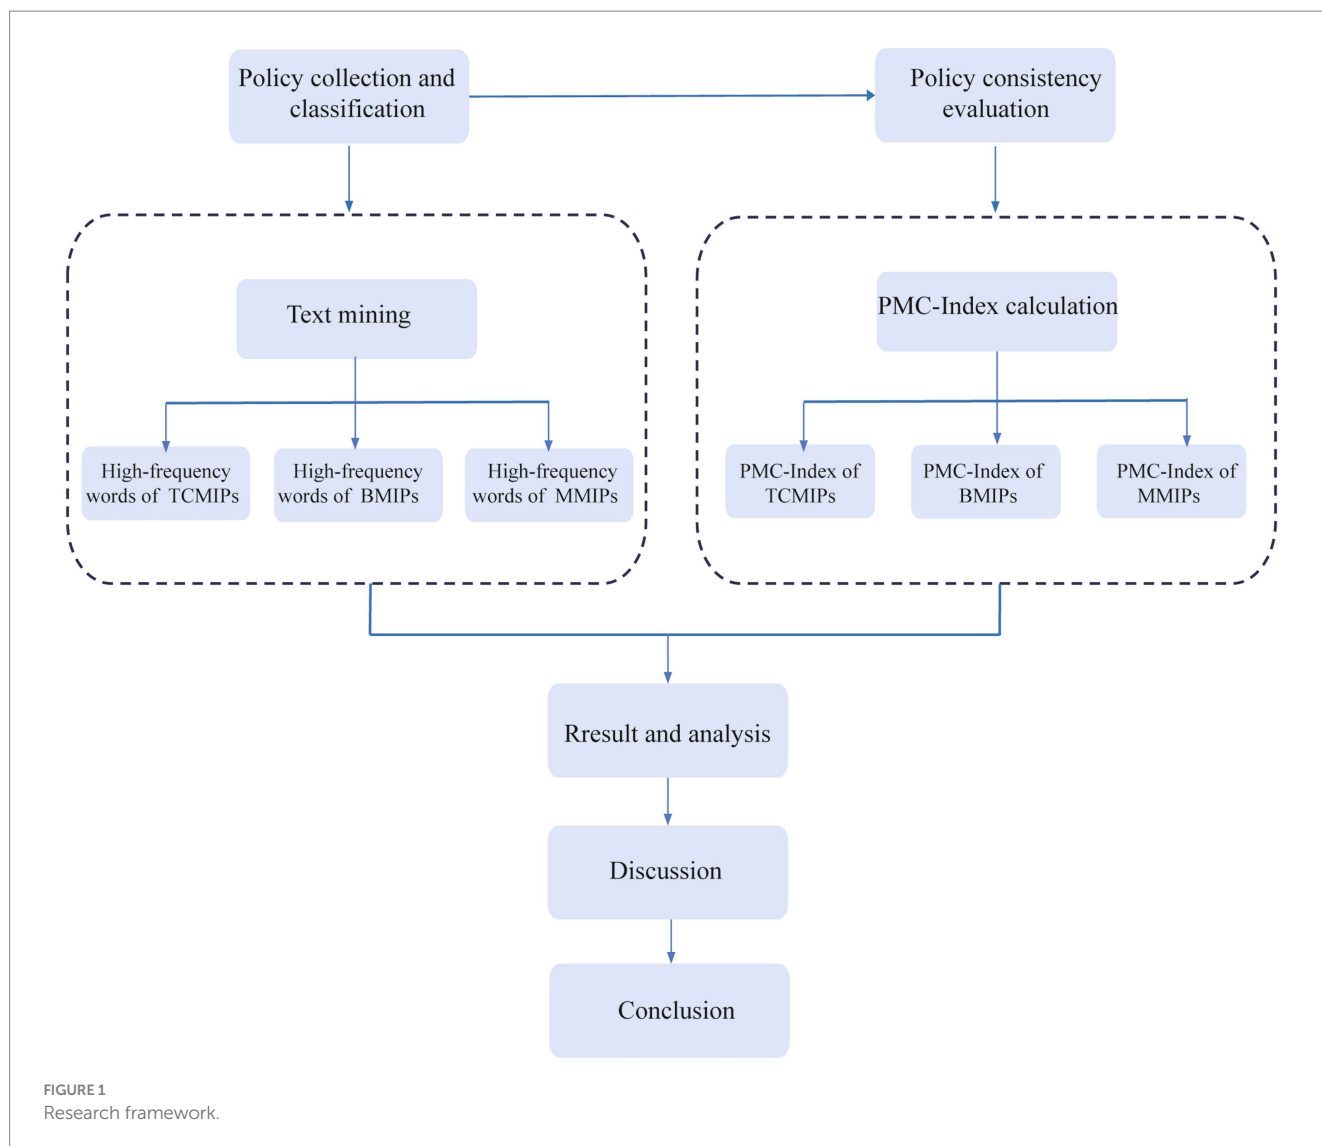 Policy collection and
classification
Policy consistency
evaluation
Text mining
High-frequency
words of TCMIPs
High-frequency
words of BMIPs
High-frequency
words of MMIPs
PMC-Index calculation
PMC-Index of
TCMIPs
PMC-Index of
BMIPs
PMC-Index of
MMIPs
Rresult and analysis
Discussion
Conclusion
FIGURE 1
Research framework.